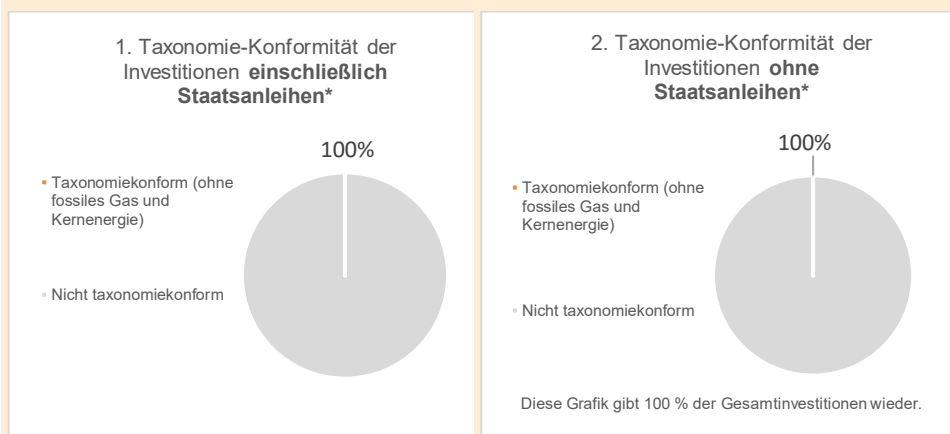 1. Taxonomie-Konformität der
Investitionen einschließlich
Staatsanleihen*
100%
Taxonomiekonform (ohne
fossiles Gas und
Kernenergie)
Nicht taxonomiekonform
2. Taxonomie-Konformität der
Investitionen ohne
Staatsanleihen*
100%
Taxonomiekonform (ohne
fossiles Gas und
Kernenergie)
Nicht taxonomiekonform
Diese Grafik gibt 100 % der Gesamtinvestitionen wieder.